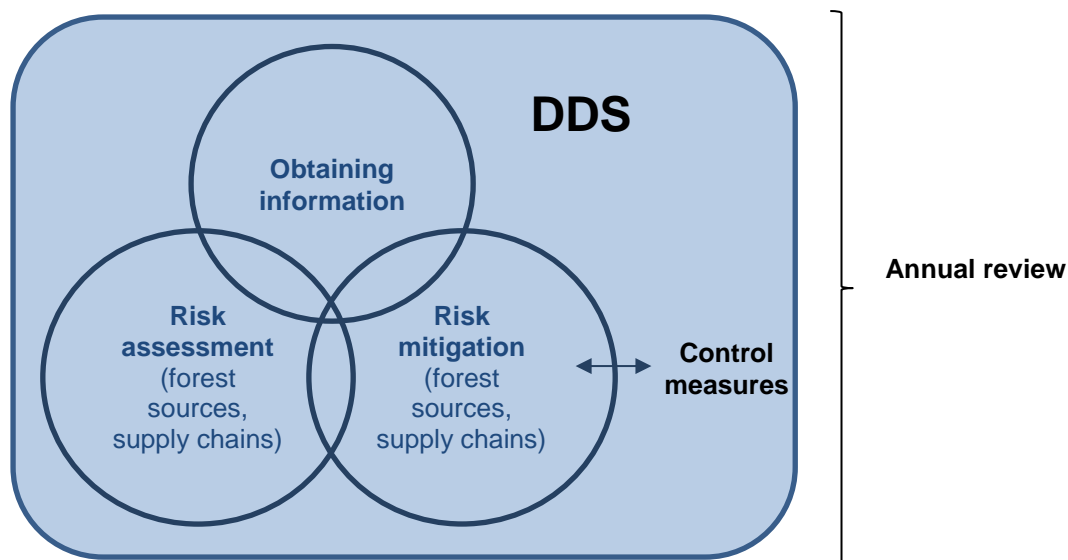 DDS
Obtaining
information
Annual review
Risk
assessment
(forest
sources,
supply chains)
Risk
mitigation
(forest
sources,
supply chains)
Control
measures